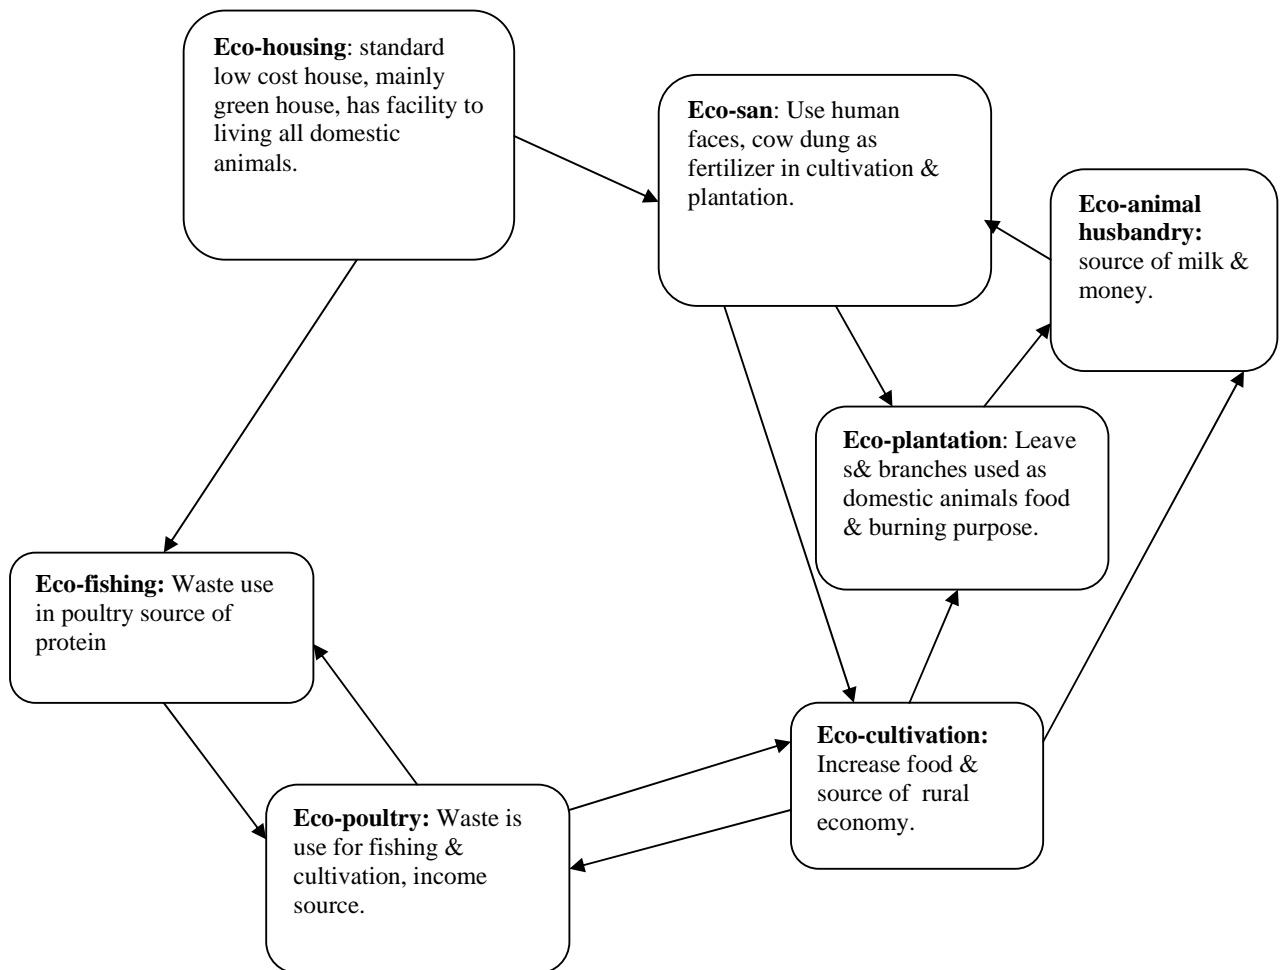 Eco-housing: standard
low cost house, mainly
green house, has facility to
living all domestic
animals.
Eco-san: Use human
faces, cow dung as
fertilizer in cultivation &
plantation.
Eco-animal
husbandry:
source of milk &
money.
Eco-plantation: Leave
s& branches used as
domestic animals food
& burning purpose.
Eco-fishing: Waste use
in poultry source of
protein
Eco-cultivation:
Increase food &
source of rural
economy.
Eco-poultry: Waste is
use for fishing &
cultivation, income
source.